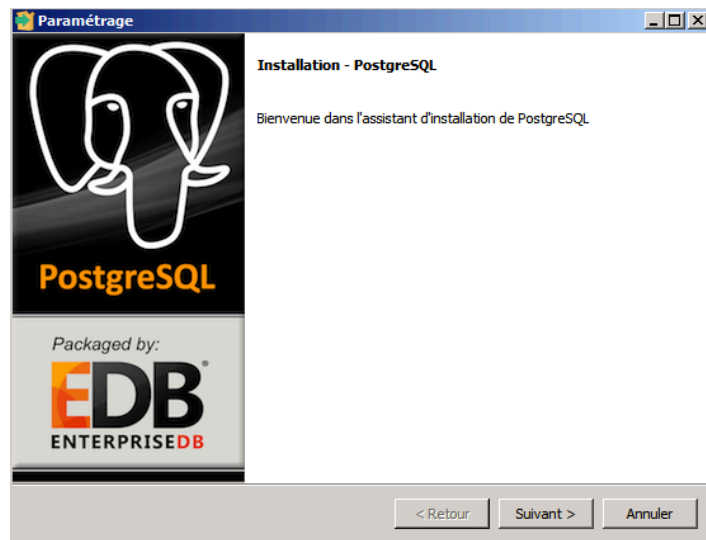 Paramétrage
Installation - PostgreSQL
Bienvenue dans l'assistant d'installation de PostgreSQL
PostgreSQL
Packaged by:
EDB
ENTERPRISEDB
< Retour
Suivant >
Annuler